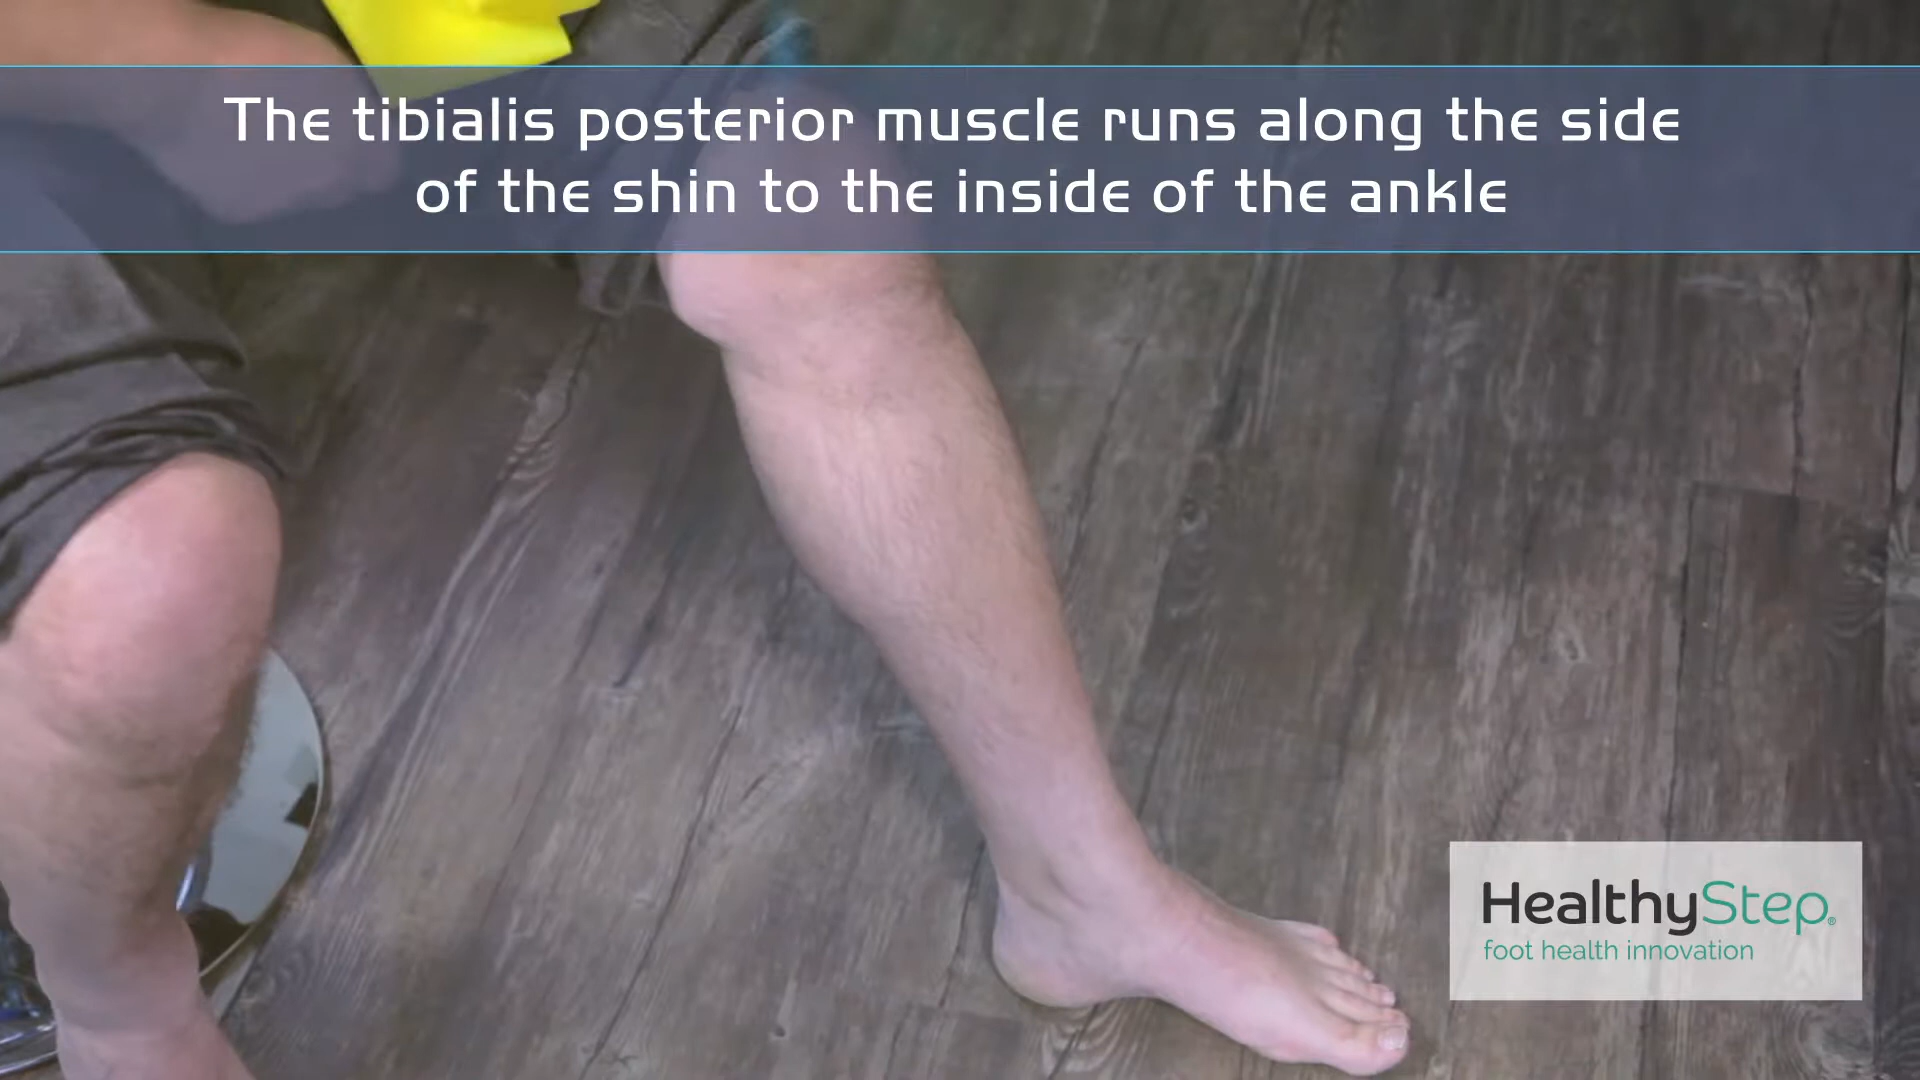 The tibialis posterior muscle runs along the side
of the shin to the inside of the ankle
HealthyStep®
foot health innovation